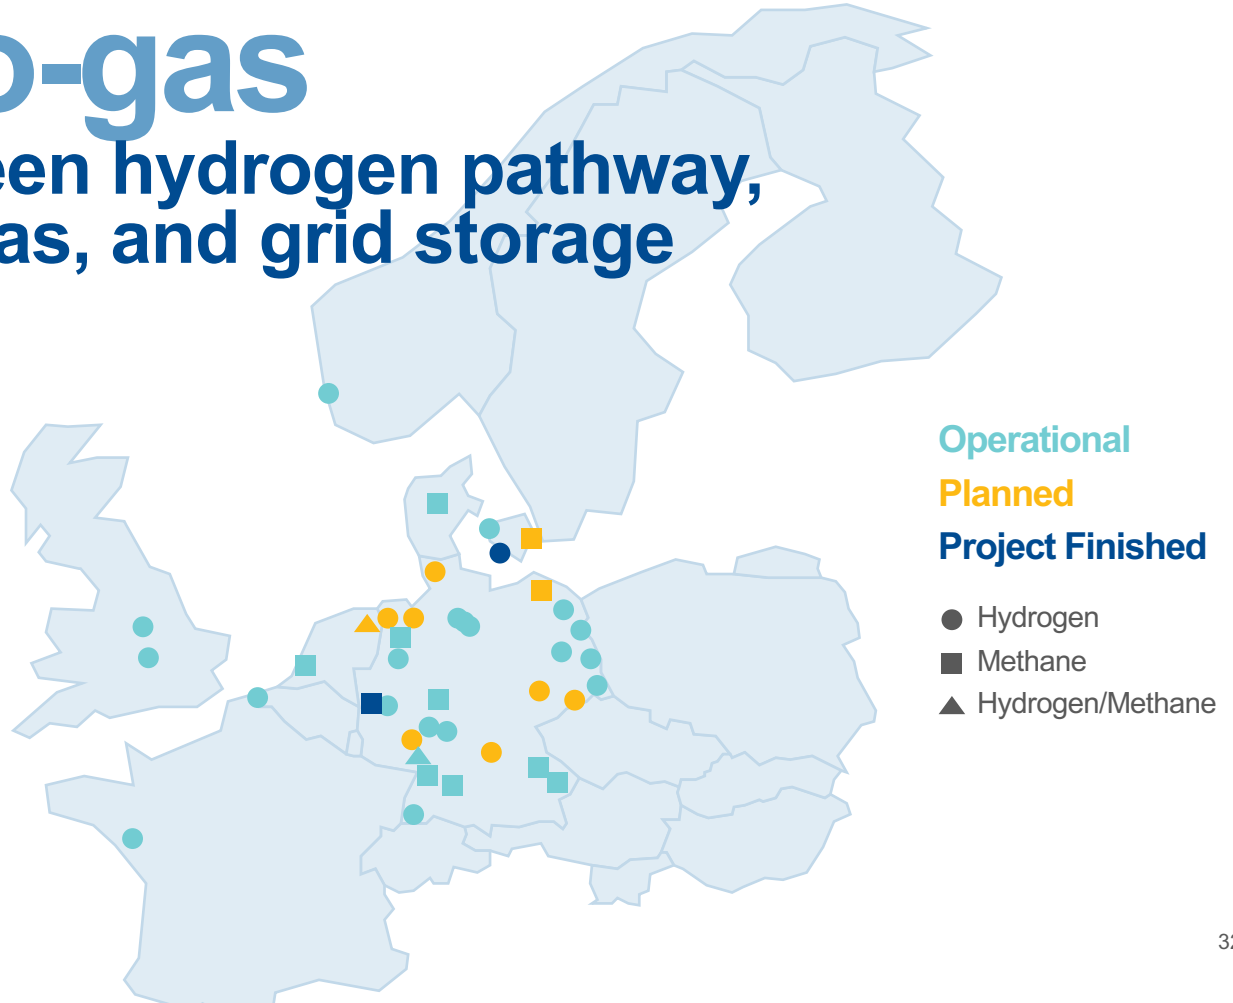 o-gas
een hydrogen pathway,
as, and grid storage
Operational
Planned
Project Finished
Hydrogen
Methane
Hydrogen/Methane
32